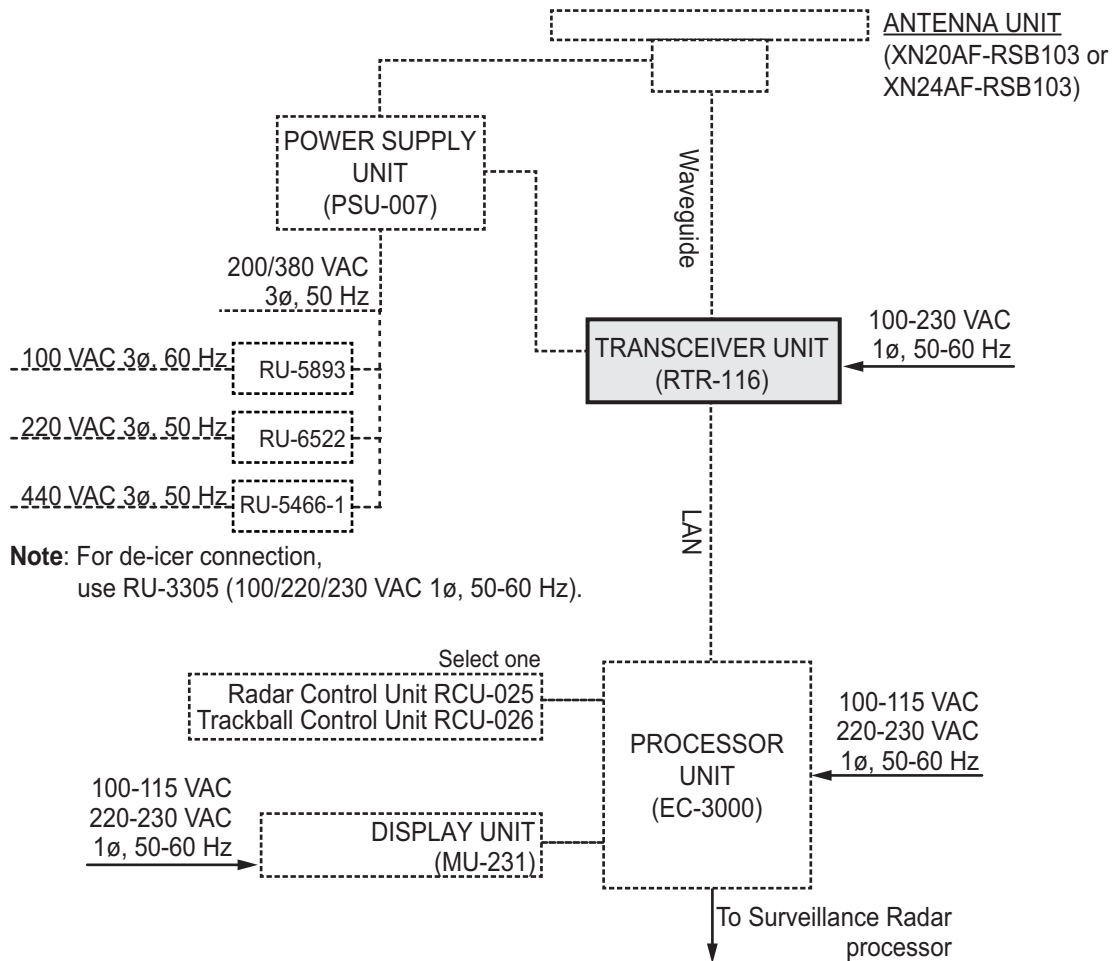 ANTENNA UNIT
(XN20AF-RSB103 or
XN24AF-RSB103)
POWER SUPPLY
UNIT
(PSU-007)
Waveguide
200/380 VAC
3ø, 50 Hz
100 VAC 3ø, 60 Hz
RU-5893
220 VAC 3ø, 50 Hz
RU-6522
440 VAC 3ø, 50 Hz
RU-5466-1
TRANSCEIVER UNIT
(RTR-116)
100-230 VAC
1ø, 50-60 Hz
LAN
Note: For de-icer connection,
use RU-3305 (100/220/230 VAC 1ø, 50-60 Hz).
Select one
Radar Control Unit RCU-025
Trackball Control Unit RCU-026
PROCESSOR
UNIT
(EC-3000)
100-115 VAC
220-230 VAC
1ø, 50-60 Hz
100-115 VAC
220-230 VAC
1ø, 50-60 Hz
DISPLAY UNIT
(MU-231)
To Surveillance Radar
processor